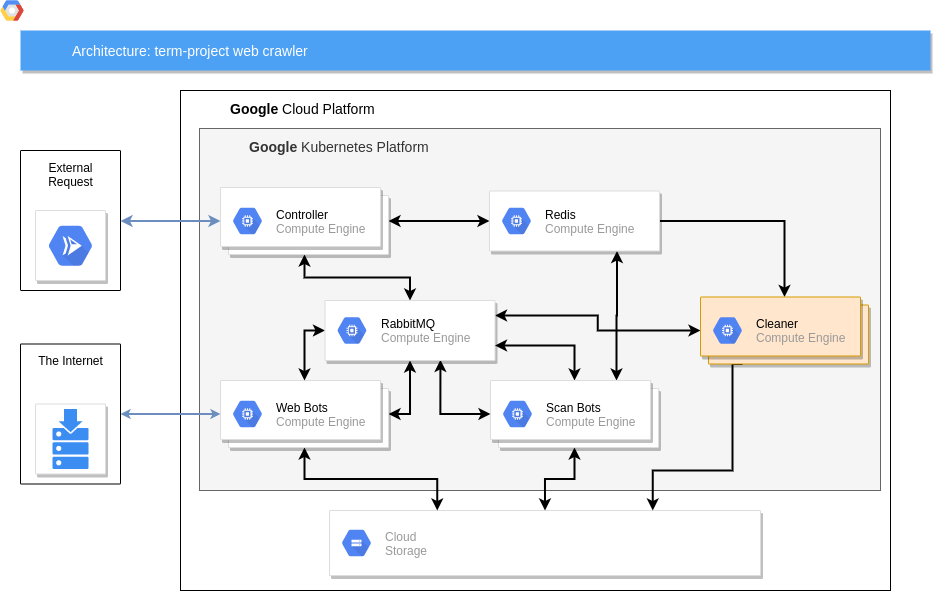 Architecture: term-project web crawler
Google Cloud Platform
Google Kubernetes Platform
External
Request
Controller
Compute Engine
Redis
Compute Engine
RabbitMQ
Compute Engine
Cleaner
Compute Engine
The Internet
Web Bots
Compute Engine
Scan Bots
Compute Engine
Cloud
Storage